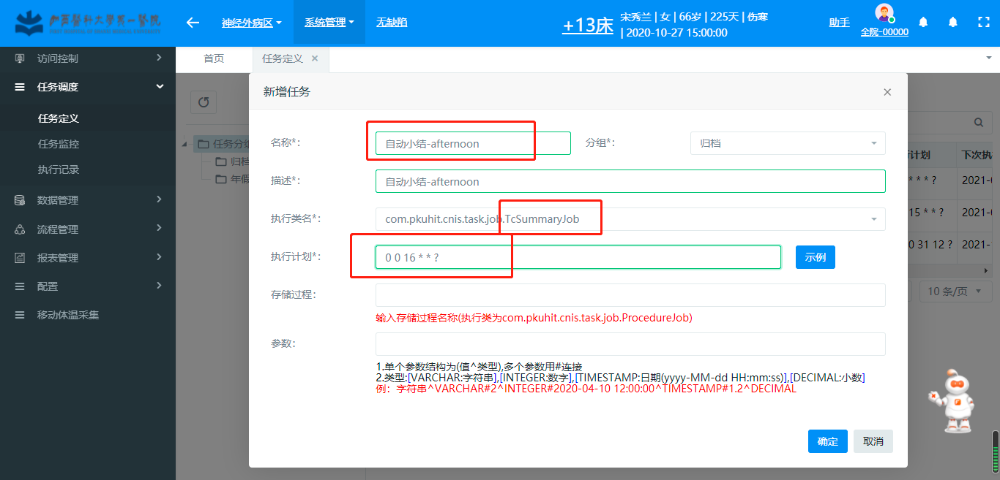 神经外病区
系统管理
无缺陷
+13床
宋秀兰 | 女 | 66岁 | 225天 | 伤寒
| 2020-10-27 15:00:00
助手
全院-00000
访问控制
任务调度
任务定义
任务监控
执行记录
数据管理
流程管理
报表管理
配置
移动体温采集
首页
任务定义
任务分组
归档
年假
新增任务
名称*:
自动小结-afternoon
分组*:
归档
描述*:
自动小结-afternoon
执行类名*:
com.pkuhit.cnis.task.job.TcSummaryJob
执行计划*:
0 0 16 * * ?
示例
存储过程:
输入存储过程名称(执行类为com.pkuhit.cnis.task.job.ProcedureJob)
参数:
1.单个参数结构为(值^类型),多个参数用#连接
2.类型:[VARCHAR:字符串],[INTEGER:数字],[TIMESTAMP:日期(yyyy-MM-dd HH:mm:ss)],[DECIMAL:小数]
例：字符串^VARCHAR#2^INTEGER#2020-04-10 12:00:00^TIMESTAMP#1.2^DECIMAL
确定
取消
行计划
下次执
* * * ?
2021-
15 * * ?
2021-
0 31 12 ?
2021-
10 条/页